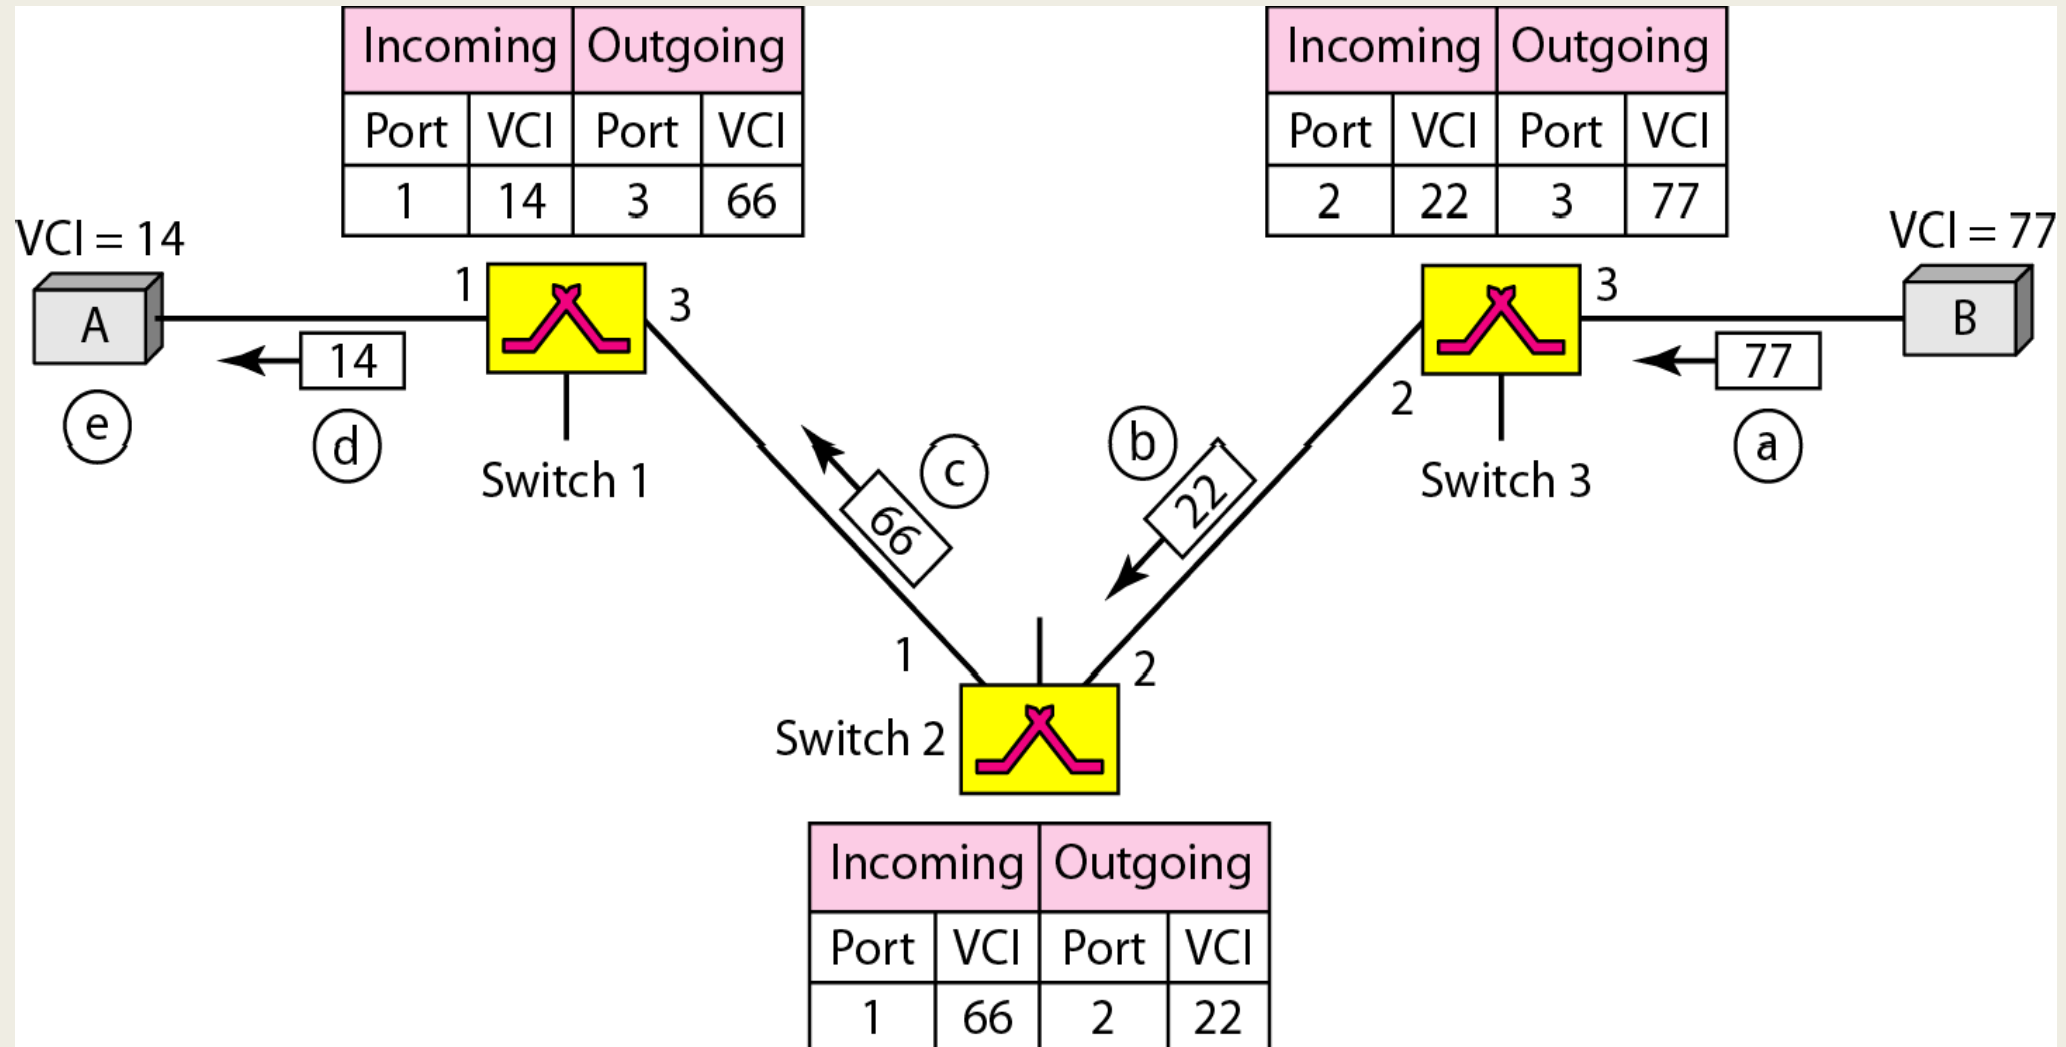 Incoming Outgoing
Port VCI Port VCI
1 14 3 66
Incoming Outgoing
Port VCI Port VCI
2 22 3 77
VCI = 14
VCI = 77
A
1
3
3
B
14
77
2
e
d
c
b
a
Switch 1
66
22
Switch 3
1
2
Switch 2
Incoming Outgoing
Port VCI Port VCI
1 66 2 22